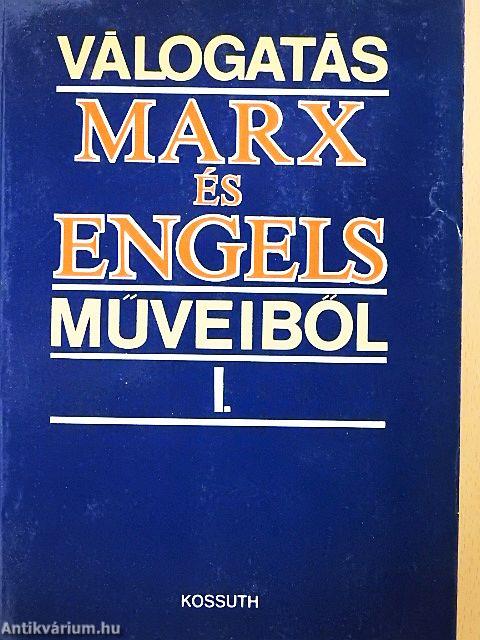 VÁLOGATÁS
MARX
ÉS
ENGELS
MŰVEIBŐL
I.
KOSSUTH
Antikvárium.hu